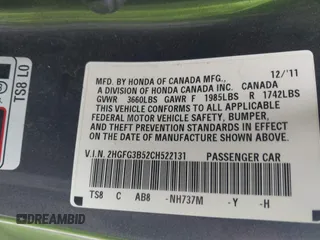 TS8 LO
12/'11
MFD. BY HONDA OF CANADA MFG.,
A DIVISION OF HONDA CANADA INC. CANADA
GVWR 3660LBS GAWR F 1985LBS R 1742LBS
THIS VEHICLE CONFORMS TO ALL APPLICABLE
FEDERAL MOTOR VEHICLE SAFETY, BUMPER,
AND THEFT PREVENTION STANDARDS IN
EFFECT ON THE DATE OF MANUFACTURE
SHOWN ABOVE.
V.I.N. 2HGFG3B52CH522131 PASSENGER CAR
TS8 C AB8 -NH737M -Y -H
DREAMBID